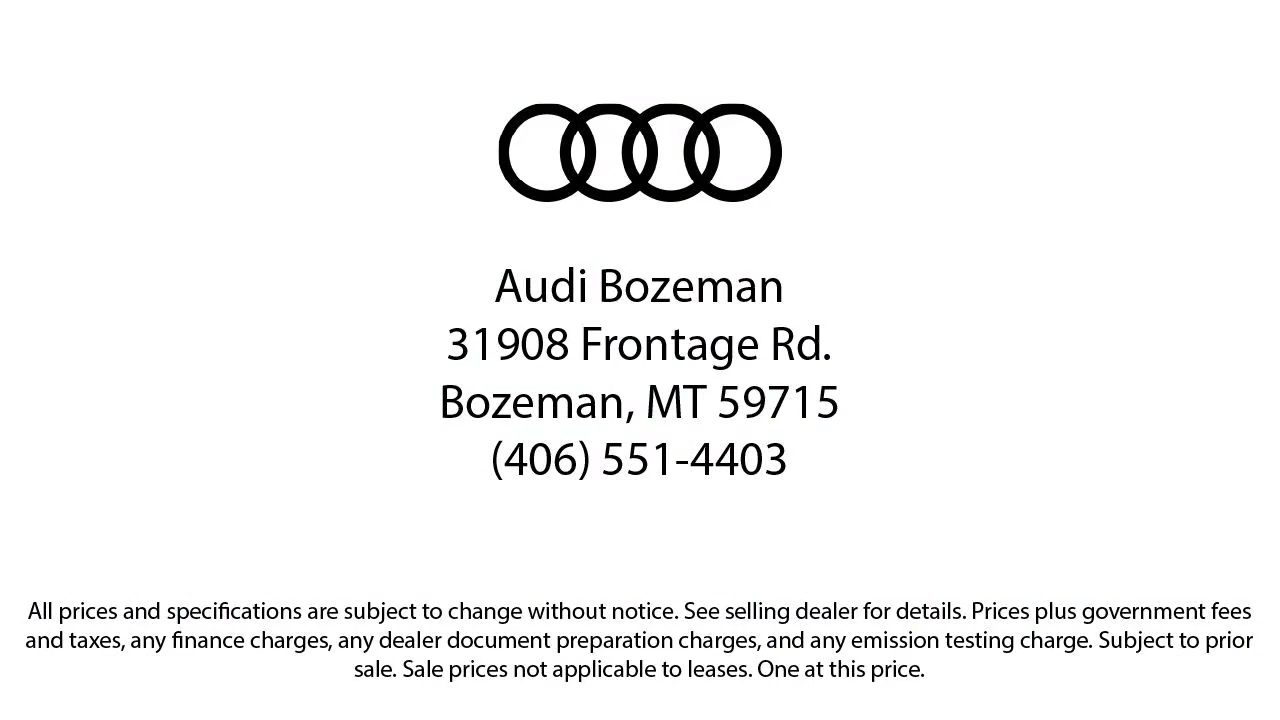 Audi Bozeman
31908 Frontage Rd.
Bozeman, MT 59715
(406) 551-4403
All prices and specifications are subject to change without notice. See selling dealer for details. Prices plus government fees
and taxes, any finance charges, any dealer document preparation charges, and any emission testing charge. Subject to prior
sale. Sale prices not applicable to leases. One at this price.